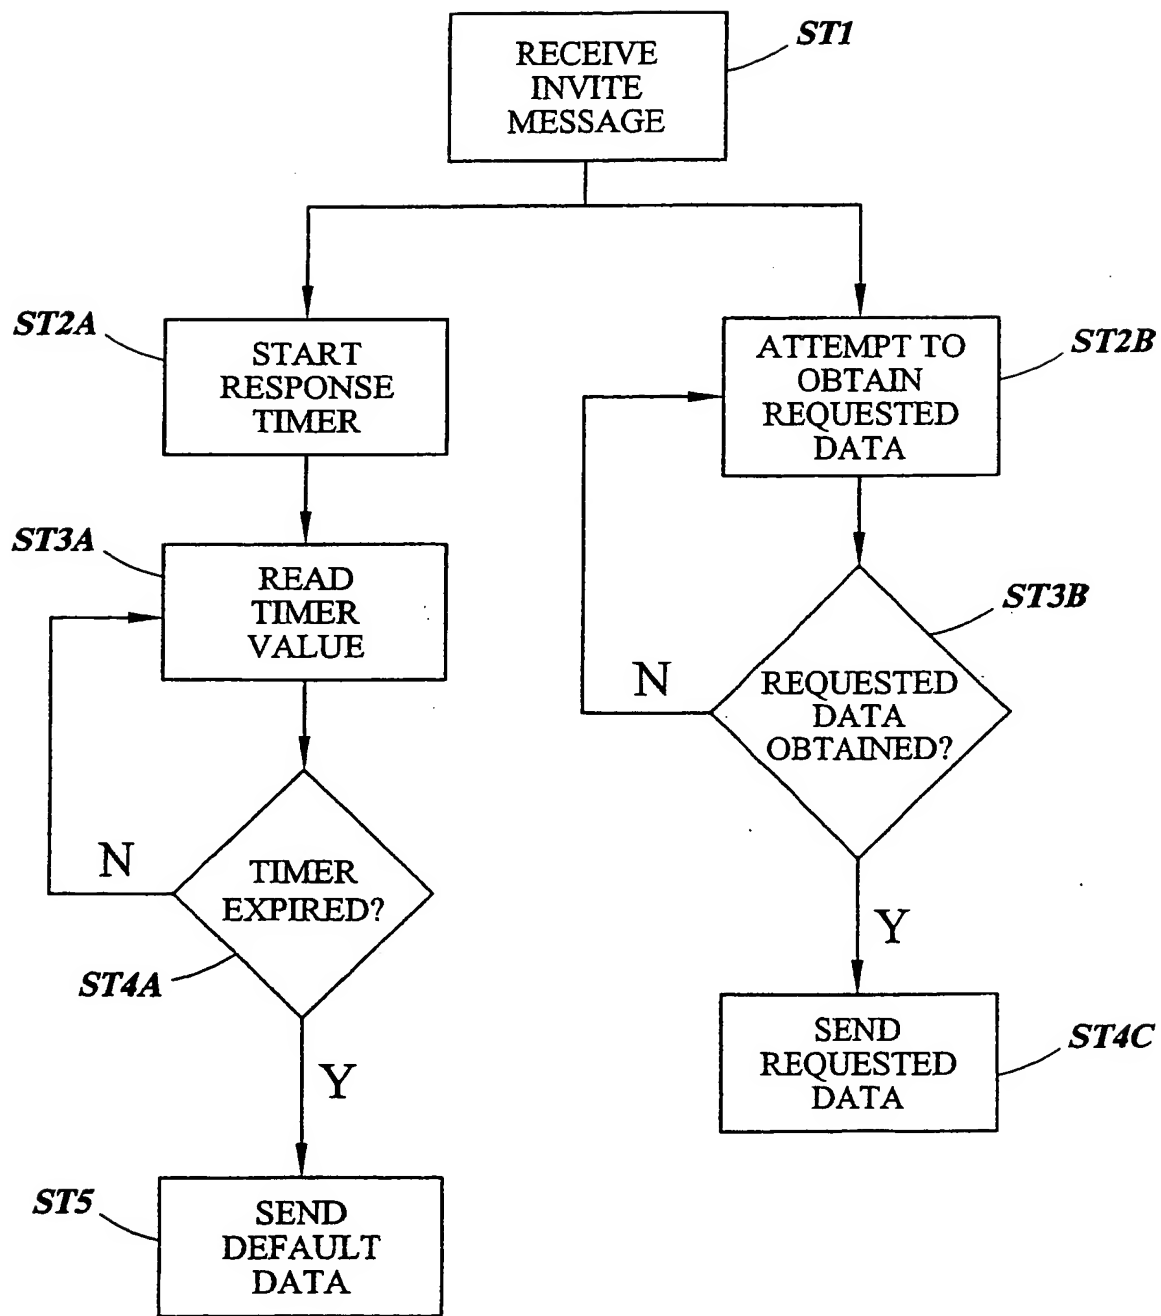 RECEIVE
INVITE
MESSAGE
ST1
ST2A
START
RESPONSE
TIMER
ATTEMPT TO
OBTAIN
REQUESTED
DATA
ST2B
ST3A
READ
TIMER
VALUE
ST3B
N
REQUESTED
DATA
OBTAINED?
N
TIMER
EXPIRED?
ST4A
Y
Y
SEND
REQUESTED
DATA
ST4C
ST5
SEND
DEFAULT
DATA